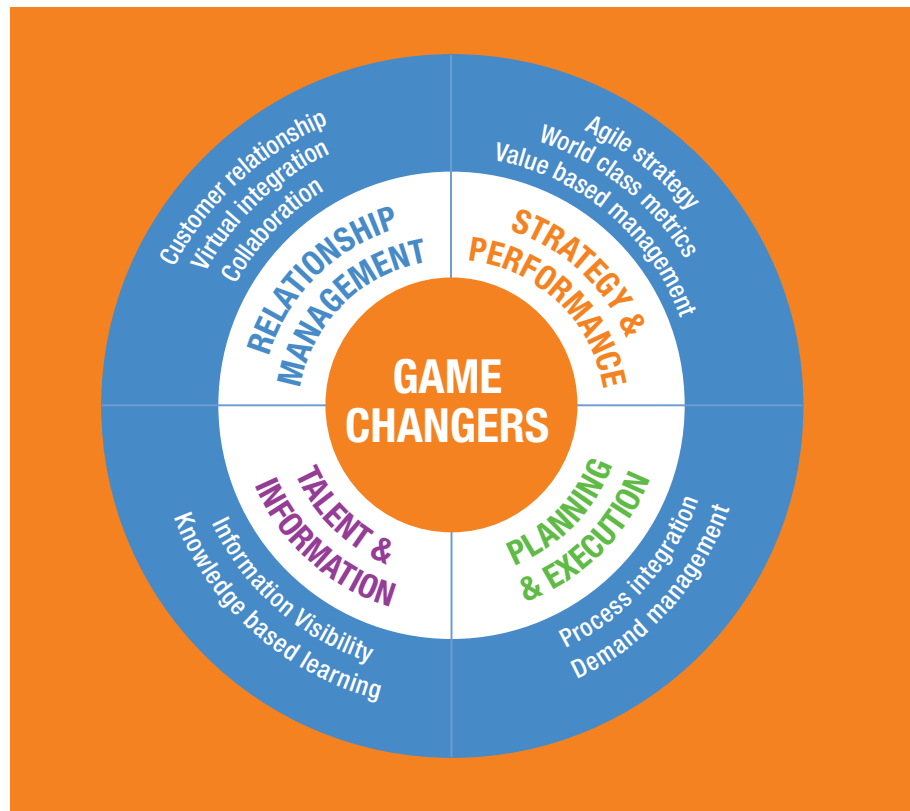 Customer relationship
Virtual integration
Collaboration
RELATIONSHIP
MANAGEMENT
Agile strategy
World class metrics
Value based management
STRATEGY &
PERFORMANCE
GAME
CHANGERS
TALENT &
INFORMATION
Information Visibility
Knowledge based learning
PLANNING
& EXECUTION
Process integration
Demand management